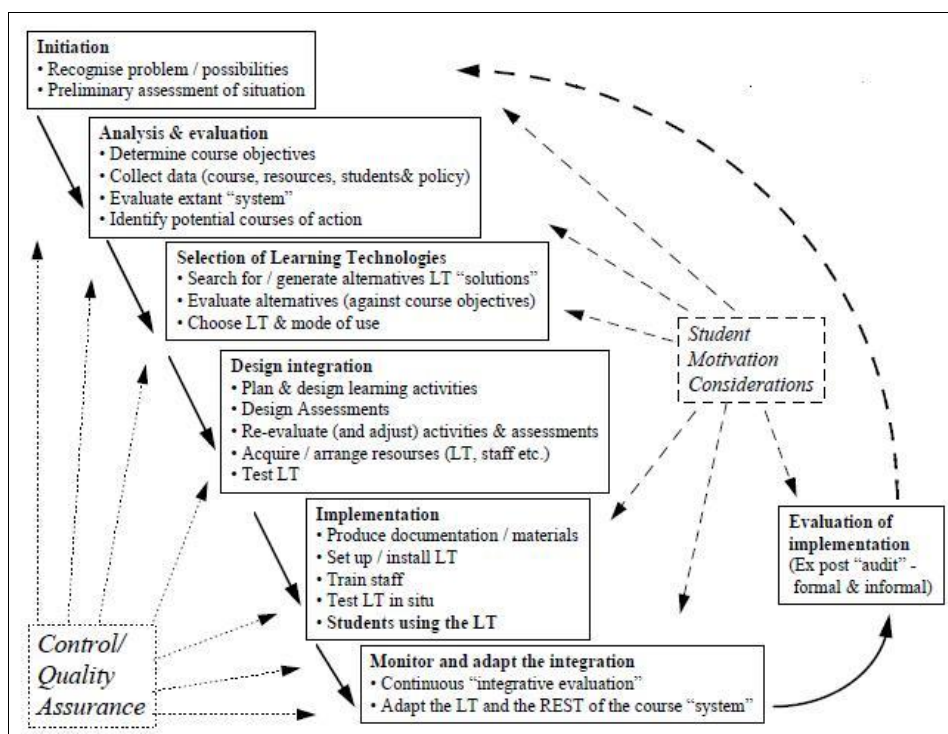 Initiation
• Recognise problem / possibilities
• Preliminary assessment of situation
Analysis & evaluation
• Determine course objectives
• Collect data (course, resources, students& policy)
• Evaluate extant “system”
• Identify potential courses of action
Selection of Learning Technologies
• Search for / generate alternatives LT “solutions”
• Evaluate alternatives (against course objectives)
• Choose LT & mode of use
Student
Motivation
Considerations
Design integration
• Plan & design learning activities
• Design Assessments
• Re-evaluate (and adjust) activities & assessments
• Acquire / arrange resourses (LT, staff etc.)
• Test LT
Implementation
• Produce documentation / materials
• Set up / install LT
• Train staff
• Test LT in situ
• Students using the LT
Evaluation of
implementation
(Ex post “audit” -
formal & informal)
Control/
Quality
Assurance
Monitor and adapt the integration
• Continuous “integrative evaluation”
• Adapt the LT and the REST of the course “system”